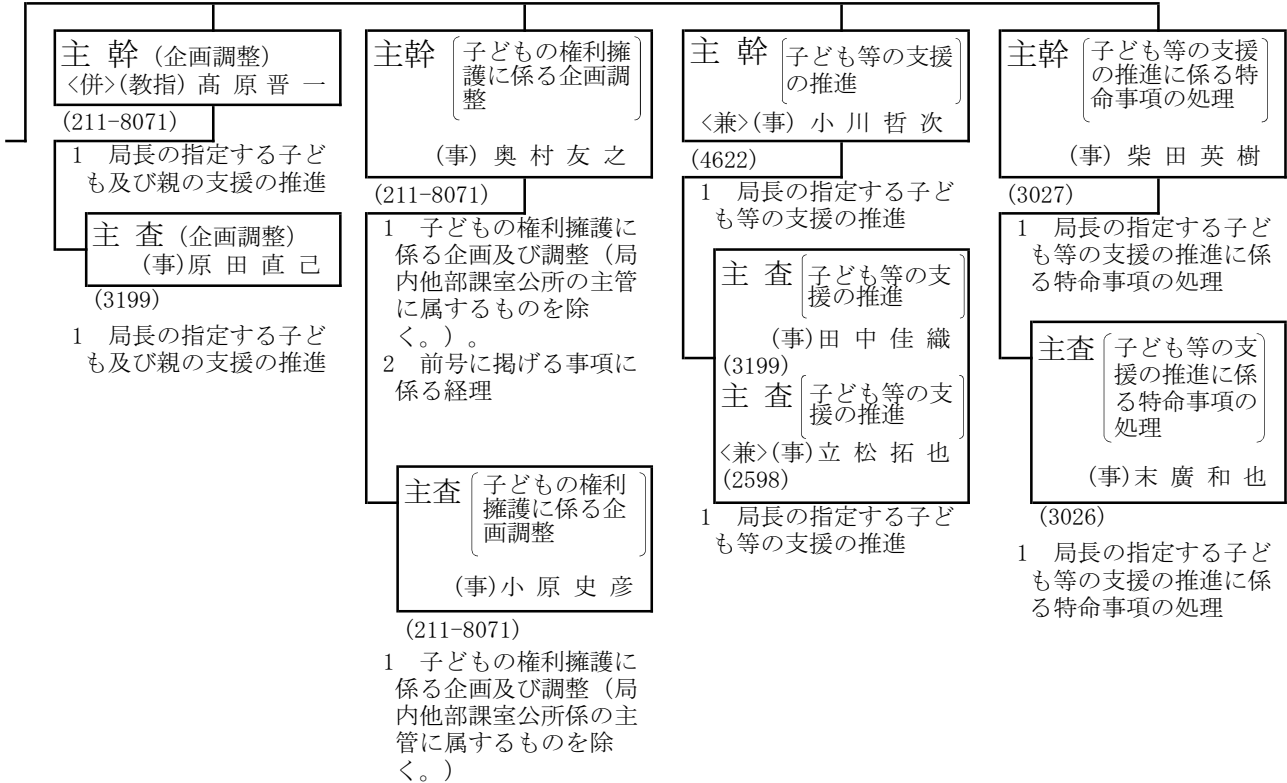 主 幹 (企画調整)
<併>(教指) 髙 原 晋 一
(211-8071)
1 局長の指定する子ど
も及び親の支援の推進
主 査 (企画調整)
(事)原 田 直 己
(3199)
1 局長の指定する子ど
も及び親の支援の推進
主幹 子どもの権利擁
護に係る企画調
整
(事) 奥 村 友 之
(211-8071)
1 子どもの権利擁護に
係る企画及び調整（局
内他部課室公所の主管
に属するものを除
く。）。
2 前号に掲げる事項に
係る経理
主査 子どもの権利
擁護に係る企
画調整
(事)小 原 史 彦
(211-8071)
1 子どもの権利擁護に
係る企画及び調整（局
内他部課室公所係の主
管に属するものを除
く。）
主 幹 子ども等の支援
の推進
<兼>(事) 小 川 哲 次
(4622)
1 局長の指定する子ど
も等の支援の推進
主 査 子ども等の支
援の推進
(事)田 中 佳 織
(3199)
主 査 子ども等の支
援の推進
<兼>(事)立 松 拓 也
(2598)
1 局長の指定する子ど
も等の支援の推進
主幹 子ども等の支援
の推進に係る特
命事項の処理
(事) 柴 田 英 樹
(3027)
1 局長の指定する子ど
も等の支援の推進に係
る特命事項の処理
主査 子ども等の支
援の推進に係
る特命事項の
処理
(事)末 廣 和 也
(3026)
1 局長の指定する子ど
も等の支援の推進に係
る特命事項の処理